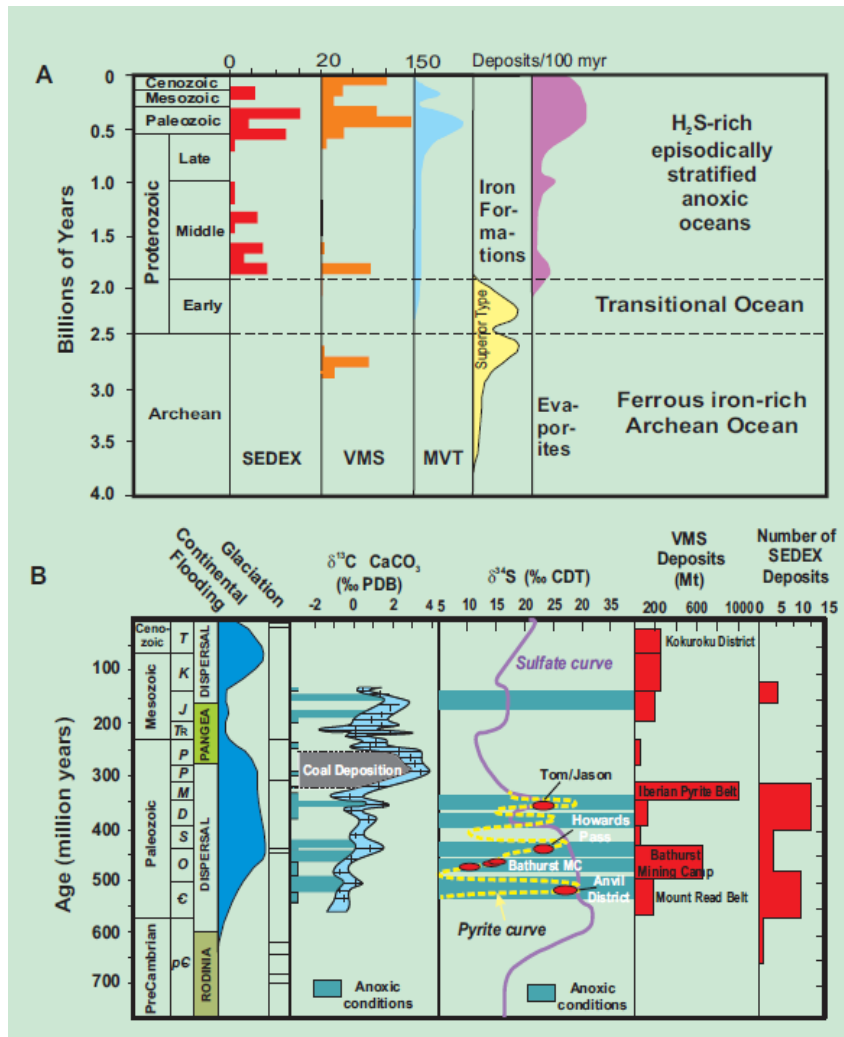 A
0
20
150
Deposits/100 myr
Billions of Years
0
0.5
1.0
1.5
2.0
2.5
3.0
3.5
4.0
Cenozoic
Mesozoic
Paleozoic
Proterozoic
Late
Middle
Early
Archean
SEDEX
VMS
MVT
Iron
For-
ma-
tions
Superior Type
Eva-
por-
ites
H₂S-rich
episodically
stratified
anoxic
oceans
Transitional Ocean
Ferrous iron-rich
Archean Ocean
B
Continental
Flooding
Glaciation
δ¹³C CaCO₃
(‰ PDB)
-2 0 2 4
δ³⁴S (‰ CDT)
5 10 15 20 25 32 35
VMS
Deposits
(Mt)
200 600 1000
Number of
SEDEX
Deposits
0 5 10 15
Age (million years)
100
200
300
400
500
600
700
Ceno-
zoic
Mesozoic
Paleozoic
PreCambrian
T
K
J
TR
P
P
M
D
S
O
Є
pЄ
DISPERSAL
PANGEA
DISPERSAL
RODINIA
Coal Deposition
Anoxic
conditions
Sulfate curve
Tom/Jason
Howards
Pass
Bathurst MC
Anvil
District
Pyrite curve
Anoxic
conditions
Kokuroku District
Iberian Pyrite Belt
Bathurst
Mining Camp
Mount Read Belt